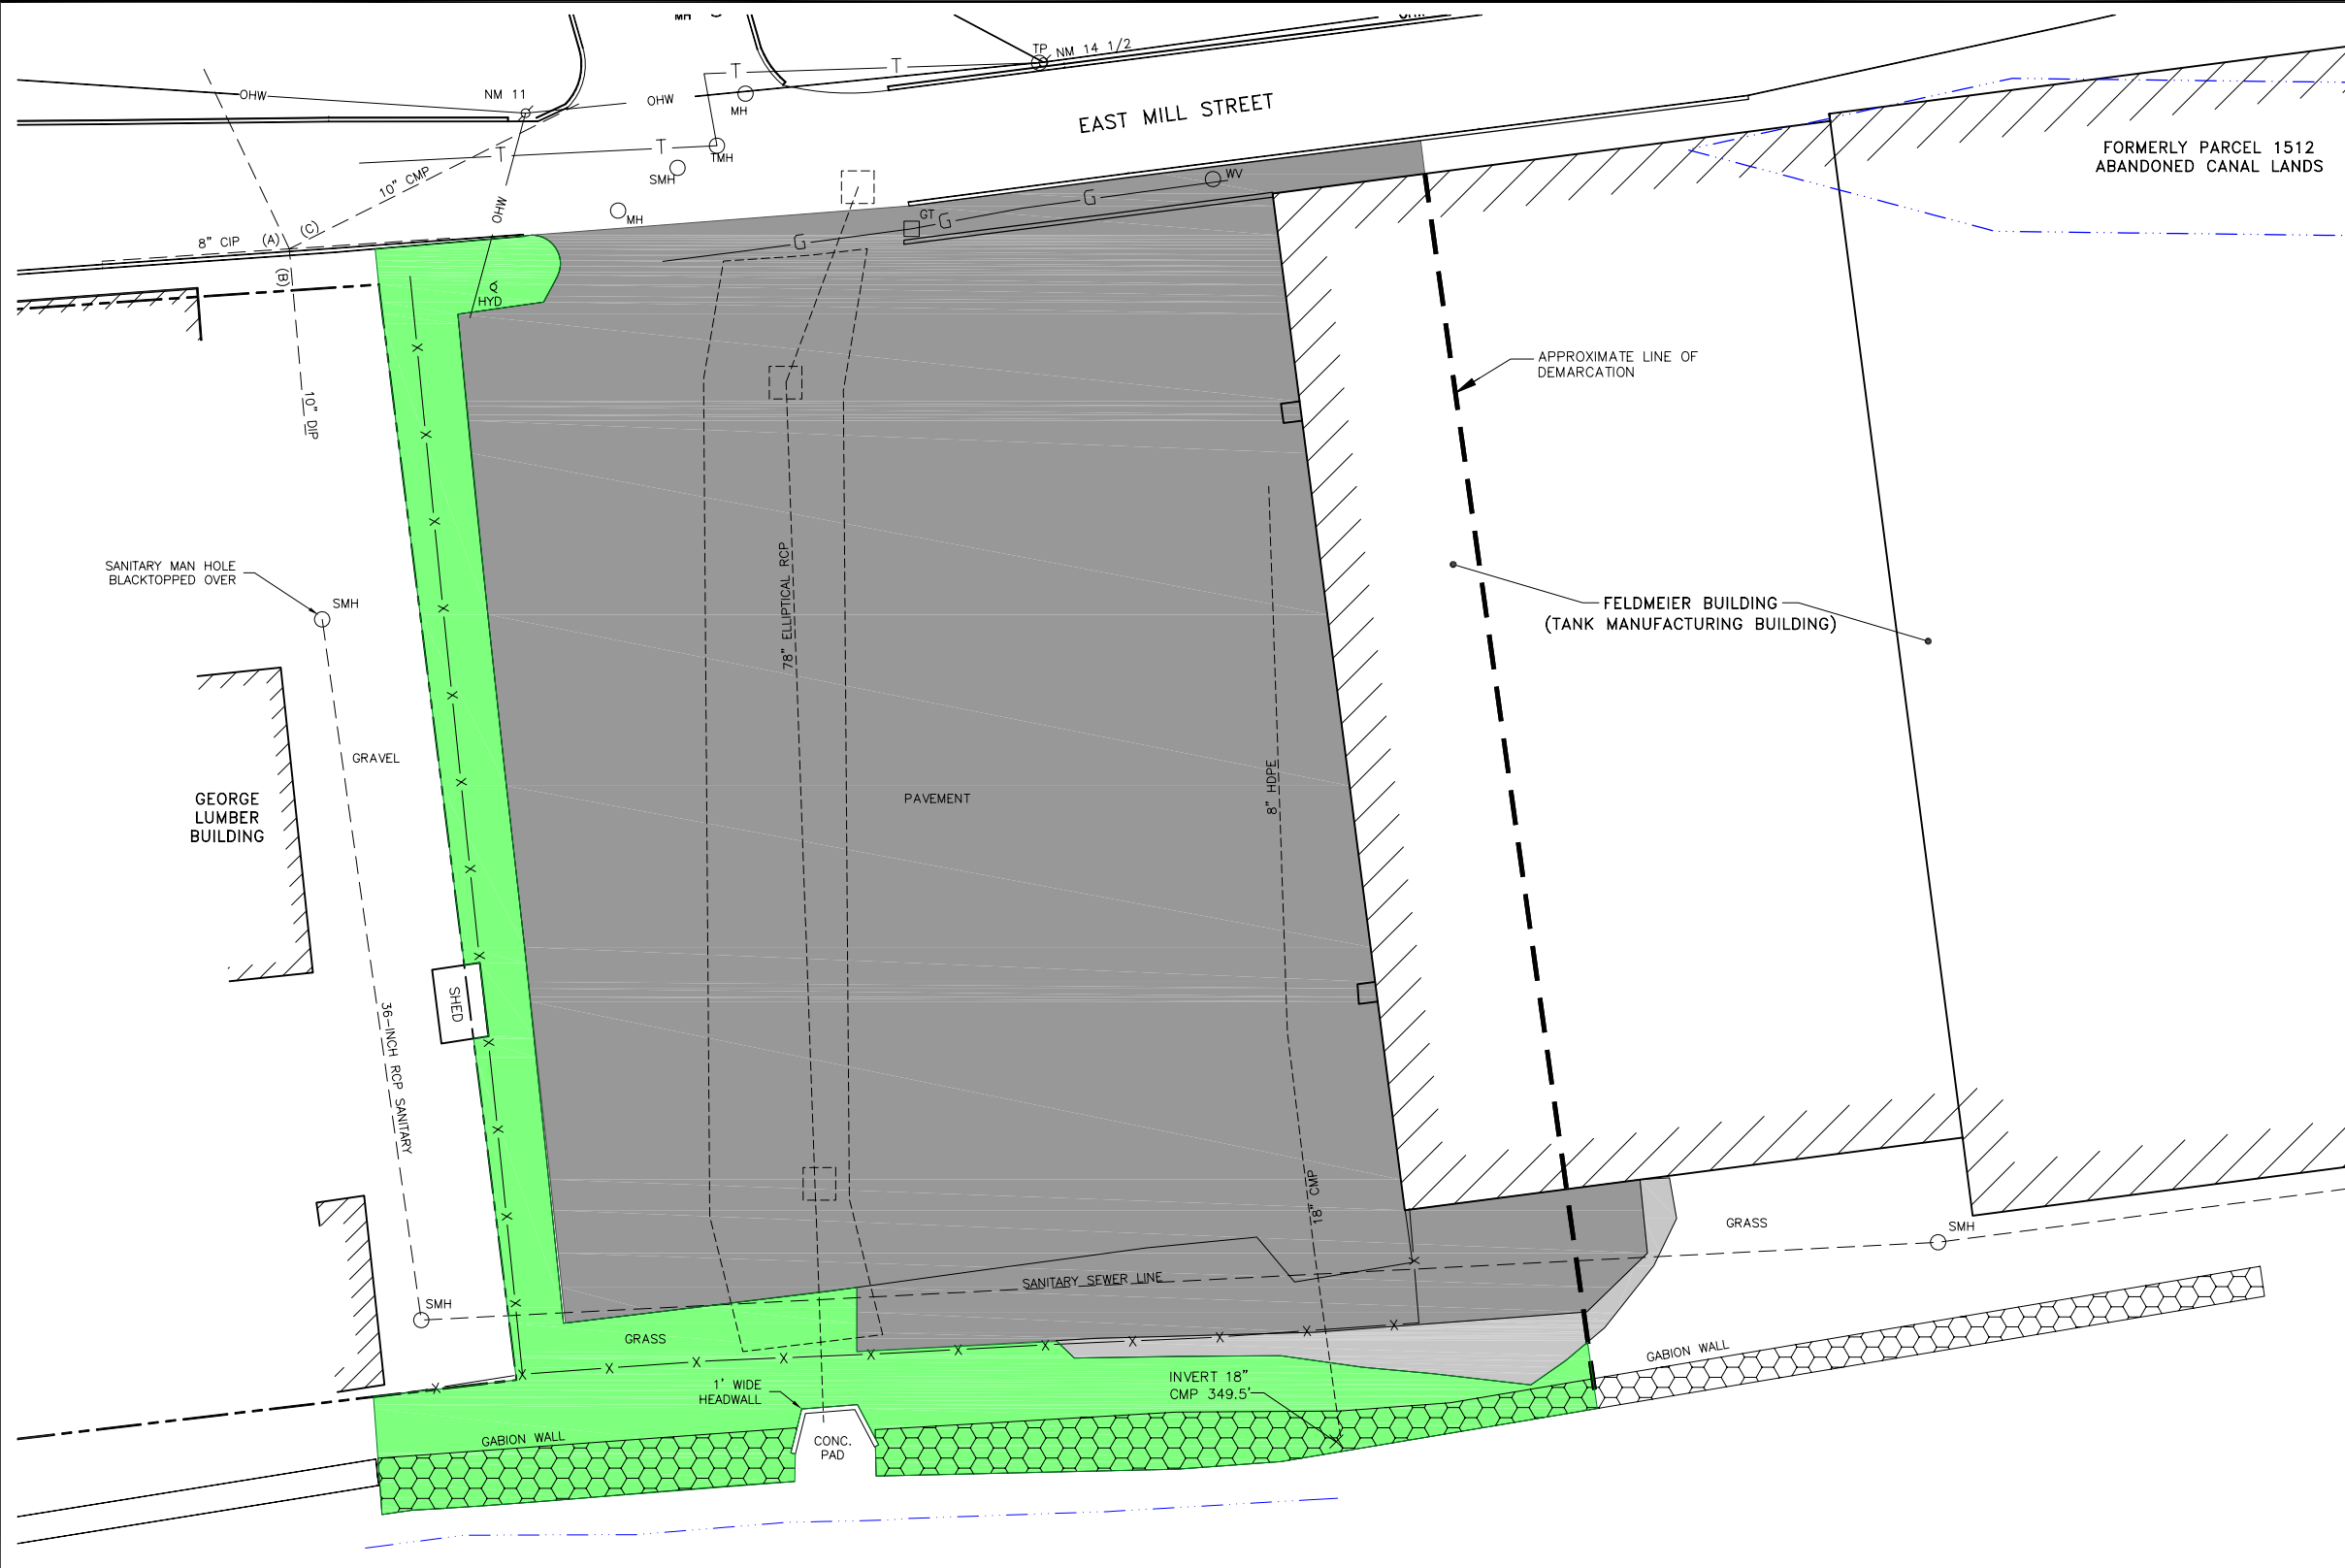 MH
TP
NM 14 1/2
T
T
OHW
NM 11
OHW
MH
EAST MILL STREET
T
T
TMH
FORMERLY PARCEL 1512
ABANDONED CANAL LANDS
10" CMP
SMH
WV
OHW
G
MH
GT
G
G
8" CIP
(A)
(C)
(B)
HYD
X
APPROXIMATE LINE OF
DEMARCATION
10" DIP
X
X
SANITARY MAN HOLE
BLACKTOPPED OVER
SMH
X
78" ELLIPTICAL RCP
FELDMEIER BUILDING
(TANK MANUFACTURING BUILDING)
X
GRAVEL
X
8" HDPE
PAVEMENT
GEORGE
LUMBER
BUILDING
X
X
SHED
X
36-INCH RCP SANITARY
X
18" CMP
X
GRASS
SMH
X
SANITARY SEWER LINE
X
SMH
GRASS
X
X
X
X
X
X
X
X
X
X
X
GABION WALL
1' WIDE
HEADWALL
INVERT 18"
CMP 349.5'
GABION WALL
CONC.
PAD
X